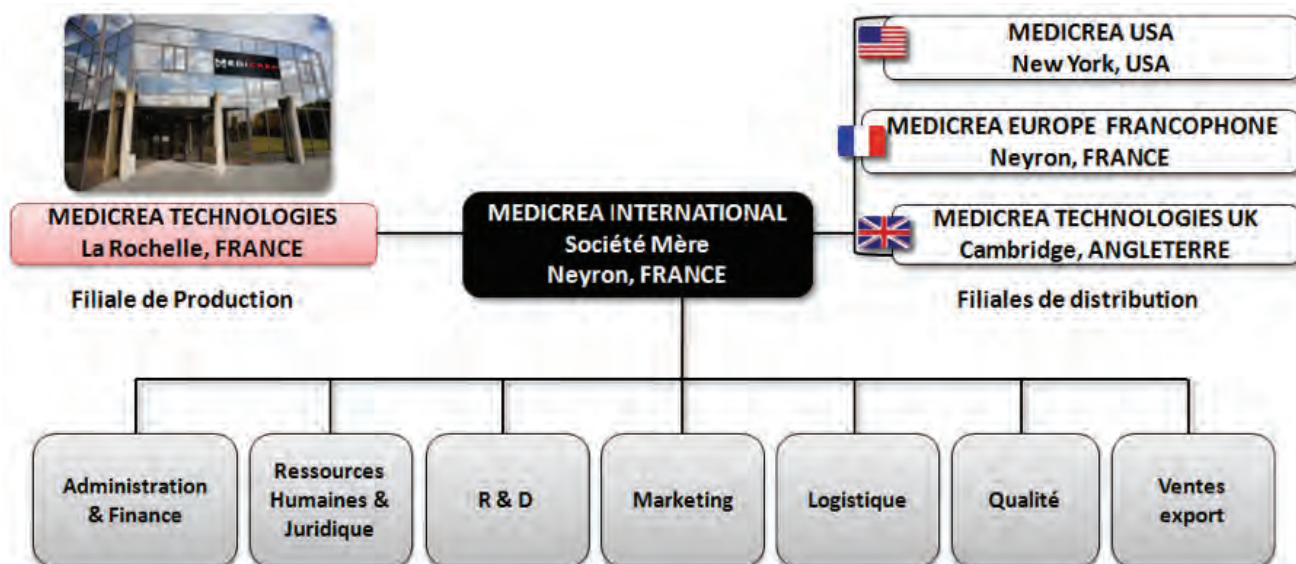 MEDICREA
MEDICREA TECHNOLOGIES
La Rochelle, FRANCE
Filiale de Production
MEDICREA INTERNATIONAL
Société Mère
Neyron, FRANCE
MEDICREA USA
New York, USA
MEDICREA EUROPE FRANCOPHONE
Neyron, FRANCE
MEDICREA TECHNOLOGIES UK
Cambridge, ANGLETERRE
Filiales de distribution
Administration
& Finance
Ressources
Humaines &
Juridique
R & D
Marketing
Logistique
Qualité
Ventes
export